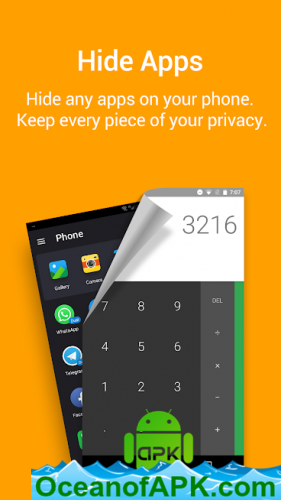 Hide Apps
Hide any apps on your phone.
Keep every piece of your privacy.
7:07
3216
Phone
Gallery
Camera
WhatsApp
Dual
Telegram
7 8 9 DEL
4 5 6 ÷
1 2 3 ×
APK
OceanofAPK.com